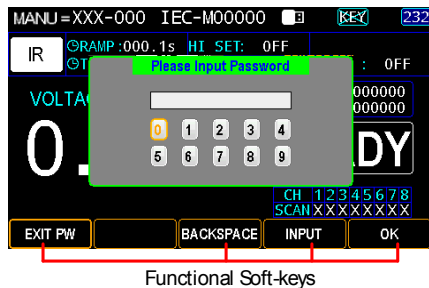 MANU=XXX-000 IEC-M00000 KEY 232
IR RAMP:000.1s HI SET: OFF
: OFF
Please Input Password
VOLTA 000000
000000
0 1 2 3 4
5 6 7 8 9
0. DY
CH 1 2 3 4 5 6 7 8
SCAN X X X X X X X X
EXIT PW BACKSPACE INPUT OK
Functional Soft-keys